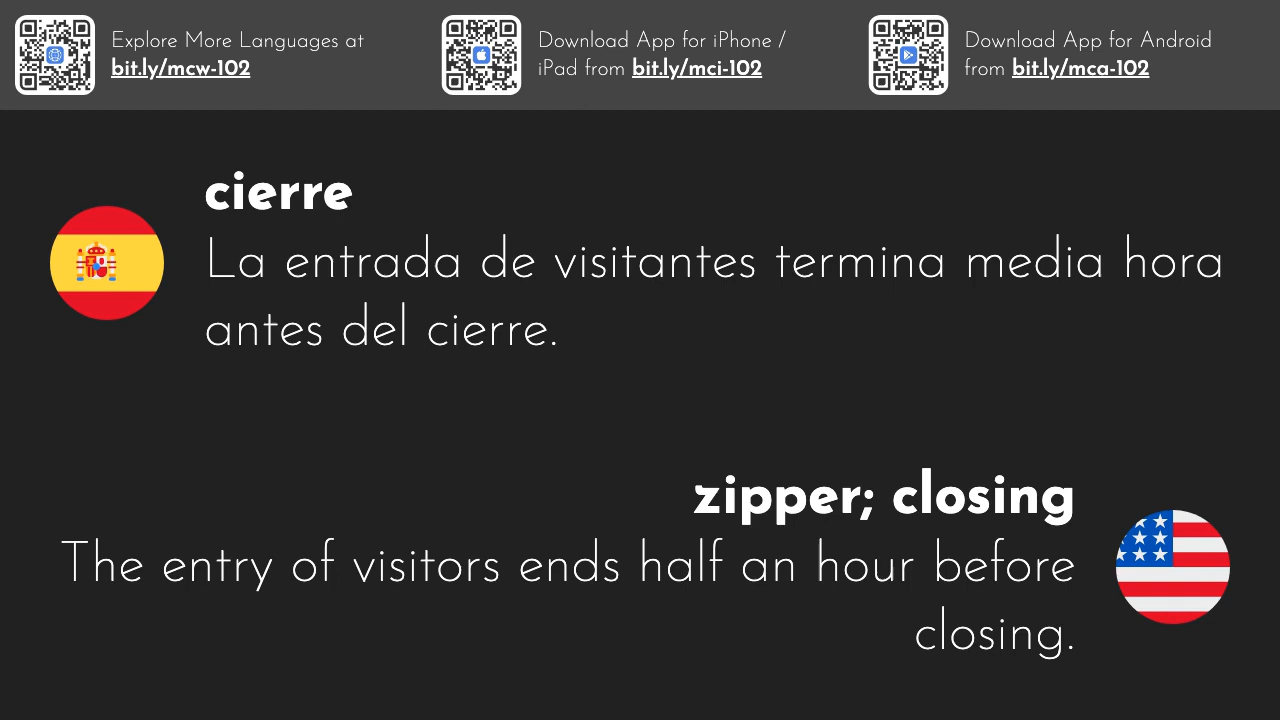 Explore More Languages at
bit.ly/mcw-102
Download App for iPhone /
iPad from bit.ly/mci-102
Download App for Android
from bit.ly/mca-102
cierre
La entrada de visitantes termina media hora
antes del cierre.
zipper; closing
The entry of visitors ends half an hour before
closing.